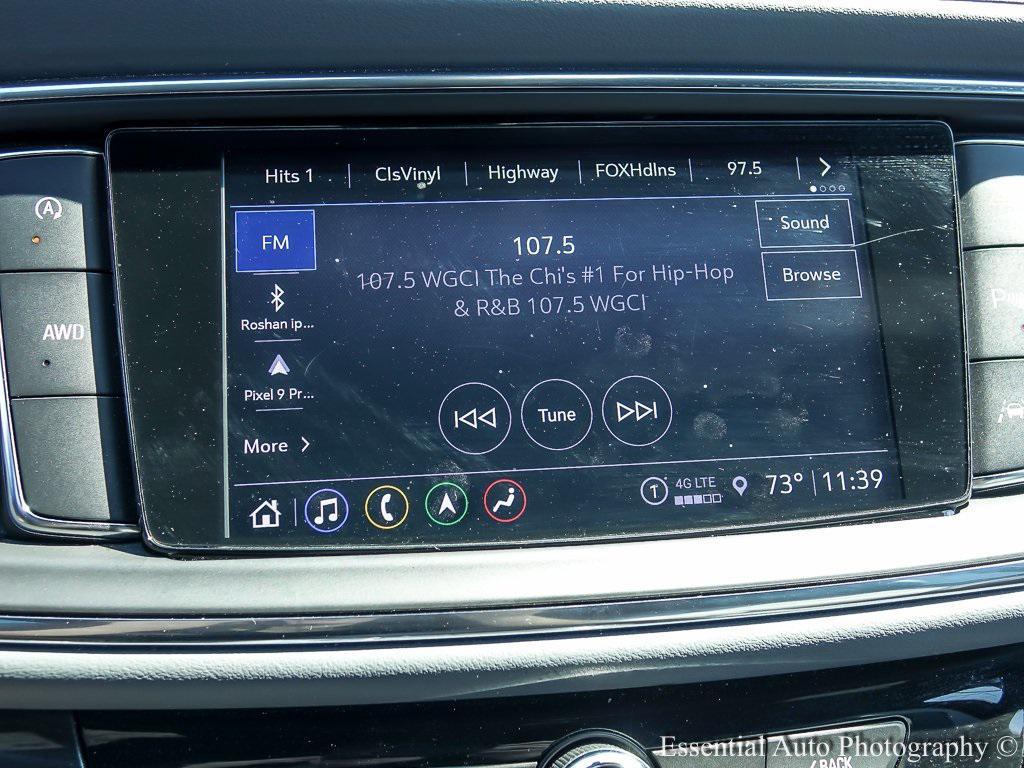 Hits 1 ClsVinyl Highway FOXHdlns 97.5
FM
Sound
107.5
107.5 WGCI The Chi's #1 For Hip-Hop
& R&B 107.5 WGCI
Browse
Roshan ip...
AWD
Pixel 9 Pr...
Tune
More
4G LTE
73° 11:39
A
BACK
Essential Auto Photography ©